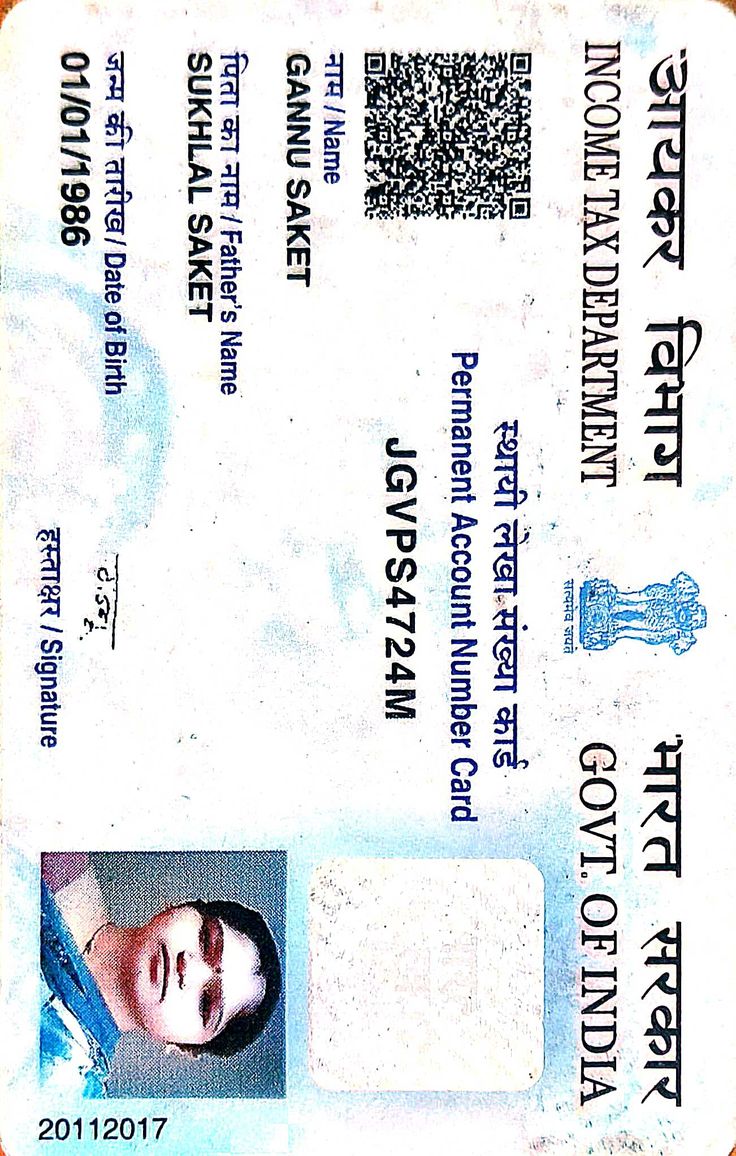 आयकर विभाग
INCOME TAX DEPARTMENT
सत्यमेव जयते
भारत सरकार
GOVT. OF INDIA
स्थायी लेखा संख्या कार्ड
Permanent Account Number Card
JGVPS4724M
नाम / Name
GANNU SAKET
पिता का नाम / Father's Name
SUKHLAL SAKET
जन्म की तारीख / Date of Birth
01/01/1986
हस्ताक्षर / Signature
20112017